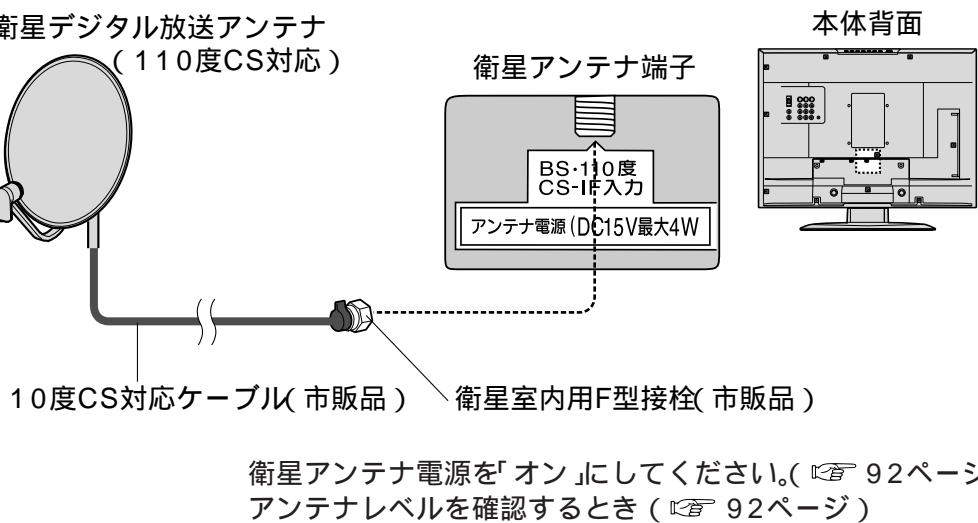 衛星デジタル放送アンテナ
(110度CS対応)
本体背面
衛星アンテナ端子
BS・110度
CS-IF入力
アンテナ電源(DC15V最大4W
10度CS対応ケーブル(市販品)
衛星室内用F型接栓(市販品)
衛星アンテナ電源を「オン」にしてください。(☞ 92ページ
アンテナレベルを確認するとき(☞ 92ページ)